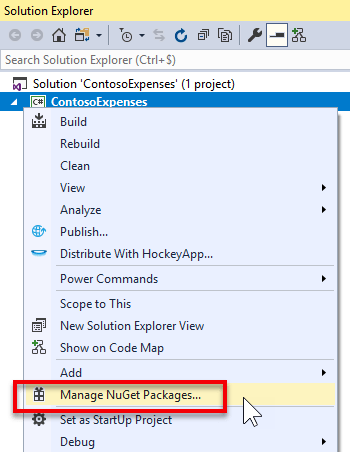 Solution Explorer
Search Solution Explorer (Ctrl+$)
Solution 'ContosoExpenses' (1 project)
C# ContosoExpenses
Build
Rebuild
Clean
View
Analyze
Publish...
Distribute With HockeyApp...
Power Commands
Scope to This
New Solution Explorer View
Show on Code Map
Add
Manage NuGet Packages...
Set as StartUp Project
Debug